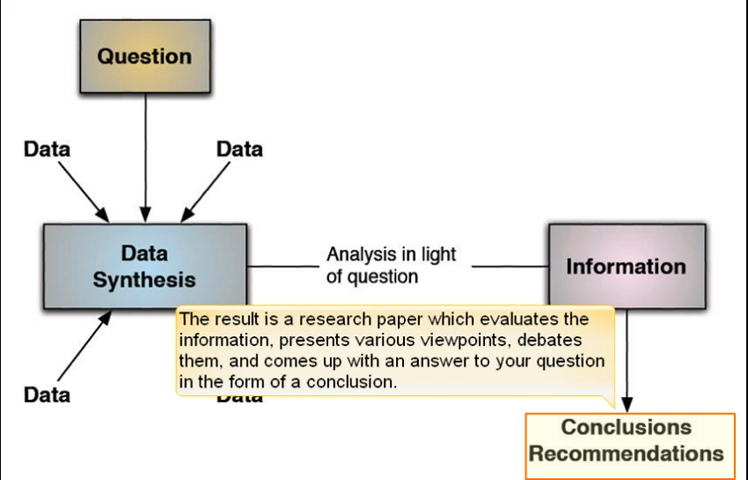 Question
Data
Data
Data
Synthesis
Analysis in light
of question
Information
The result is a research paper which evaluates the
information, presents various viewpoints, debates
them, and comes up with an answer to your question
in the form of a conclusion.
Data
Data
Conclusions
Recommendations